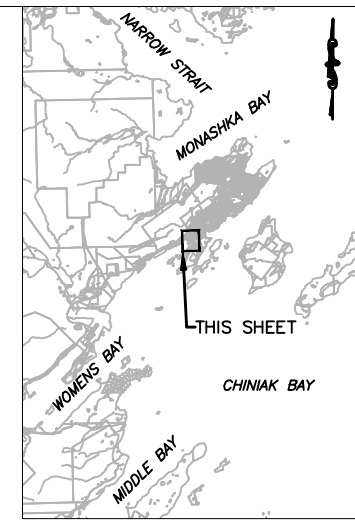 NARROW STRAIT
MONASHKA BAY
THIS SHEET
CHINIAK BAY
WOMENS BAY
MIDDLE BAY